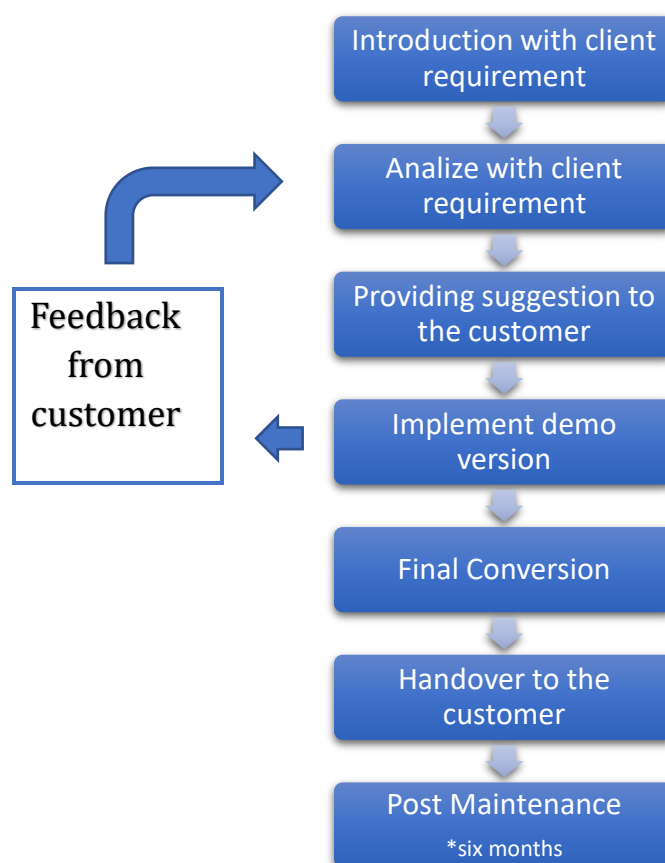 Introduction with client
requirement
Analize with client
requirement
Providing suggestion to
the customer
Feedback
from
customer
Implement demo
version
Final Conversion
Handover to the
customer
Post Maintenance
*six months